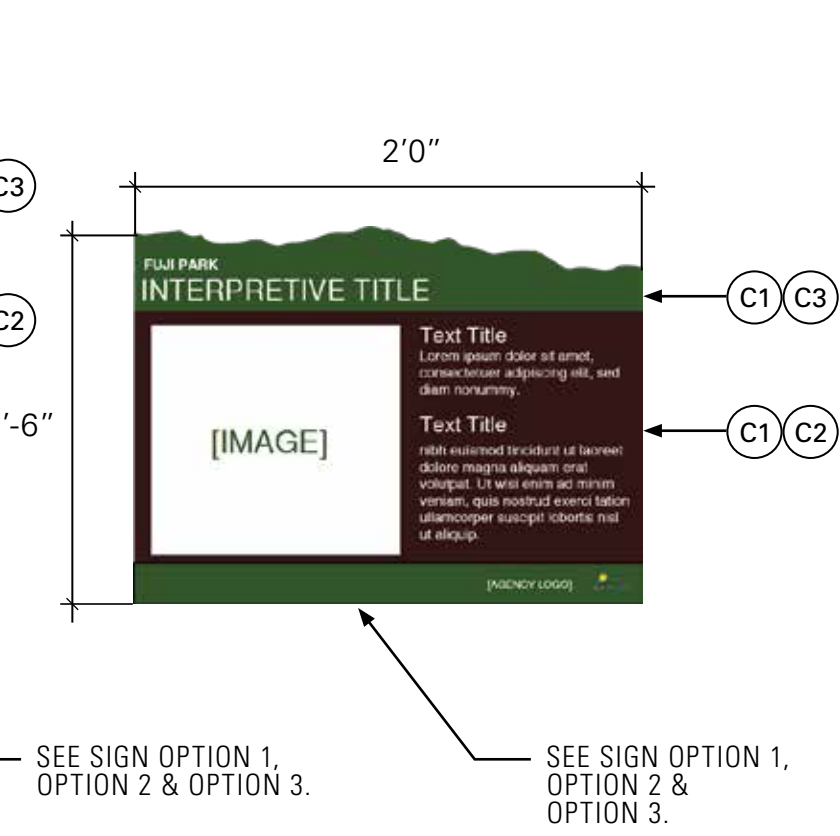 2'0"
C3
FUJI PARK
INTERPRETIVE TITLE
C1 C3
C2
Text Title
Lorem ipsum dolor sit amet,
consectetuer adipiscing elit, sed
diam nonummy.
'-6"
[IMAGE]
Text Title
C1 C2
nibh euismod tincidunt ut laoreet
dolore magna aliquam erat
volutpat. Ut wisi enim ad minim
veniam, quis nostrud exerci tation
ullamcorper suscipit lobortis nisl
ut aliquip.
[AGENCY LOGO]
SEE SIGN OPTION 1,
OPTION 2 & OPTION 3.
SEE SIGN OPTION 1,
OPTION 2 &
OPTION 3.